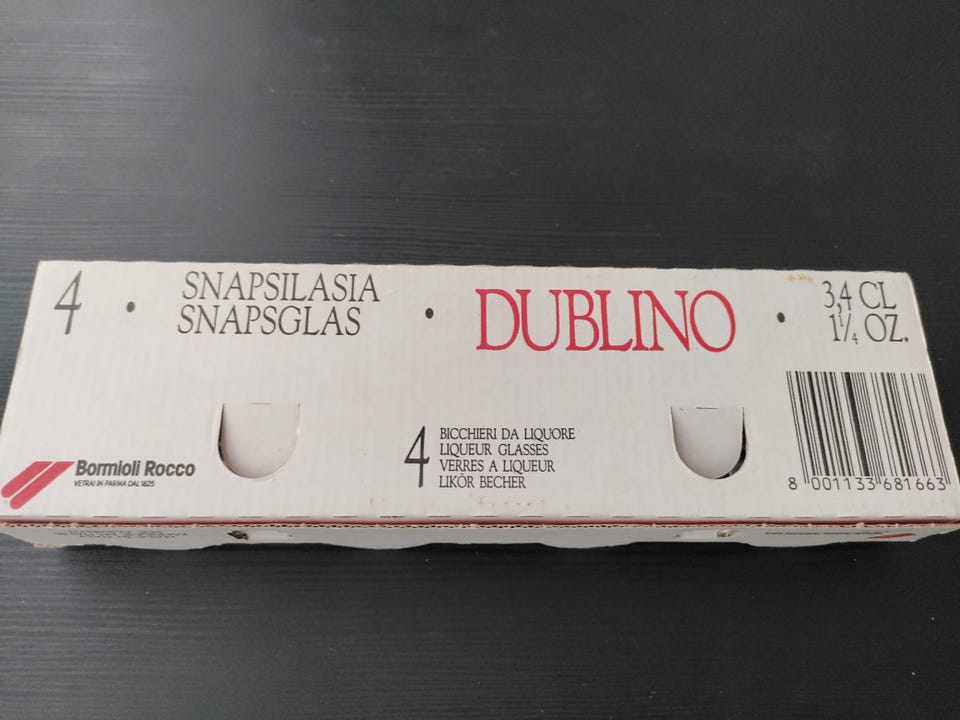 4 • SNAPSILASIA SNAPSGLAS • DUBLINO • 3,4 CL 1¼ OZ.
4 BICCHIERI DA LIQUORE
LIQUEUR GLASSES
VERRES A LIQUEUR
LIKÖR BECHER
Bormioli Rocco
VETRAI IN PARMA DAL 1825
8 001133 681663